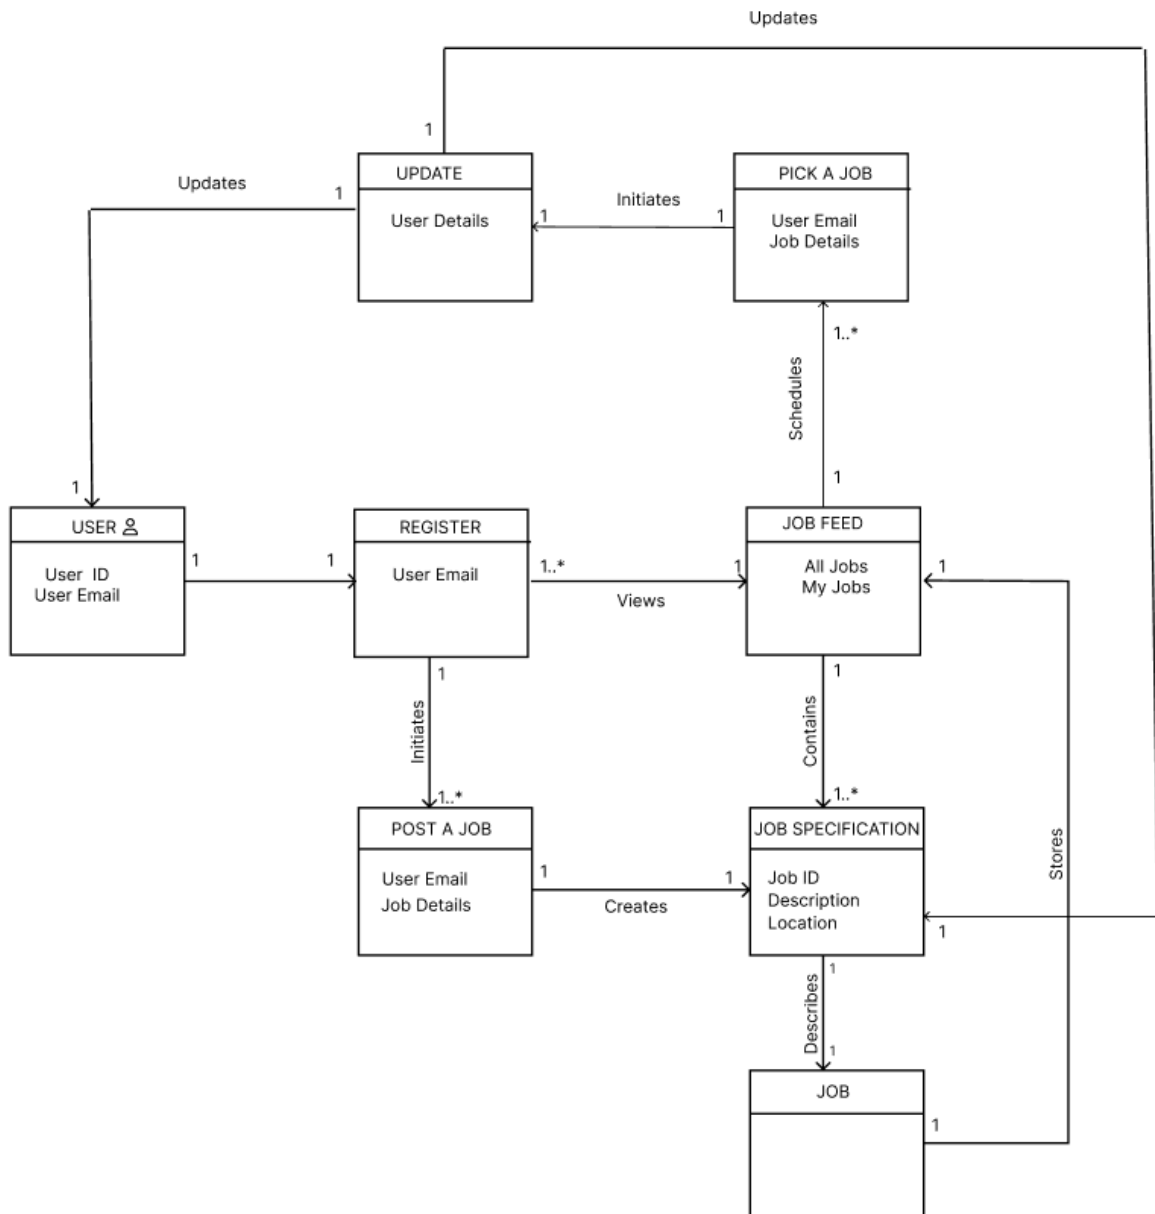 Updates
1
UPDATE
User Details
PICK A JOB
User Email
Job Details
Updates
1
1
Initiates
1
1
1..*
Schedules
1
USER
User ID
User Email
1
1
REGISTER
User Email
1..*
Views
1
JOB FEED
All Jobs
My Jobs
1
1
Initiates
1..*
1
Contains
1..*
POST A JOB
User Email
Job Details
1
Creates
1
JOB SPECIFICATION
Job ID
Description
Location
1
Stores
1
Describes
1
JOB
1